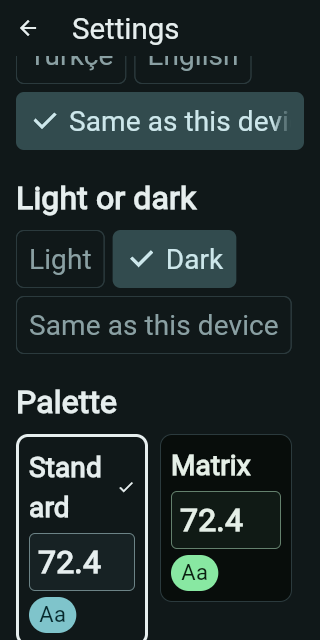 Settings
Türkçe English
Same as this devi
Light or dark
Light Dark
Same as this device
Palette
Stand
ard
72.4
Aa
Matrix
72.4
Aa